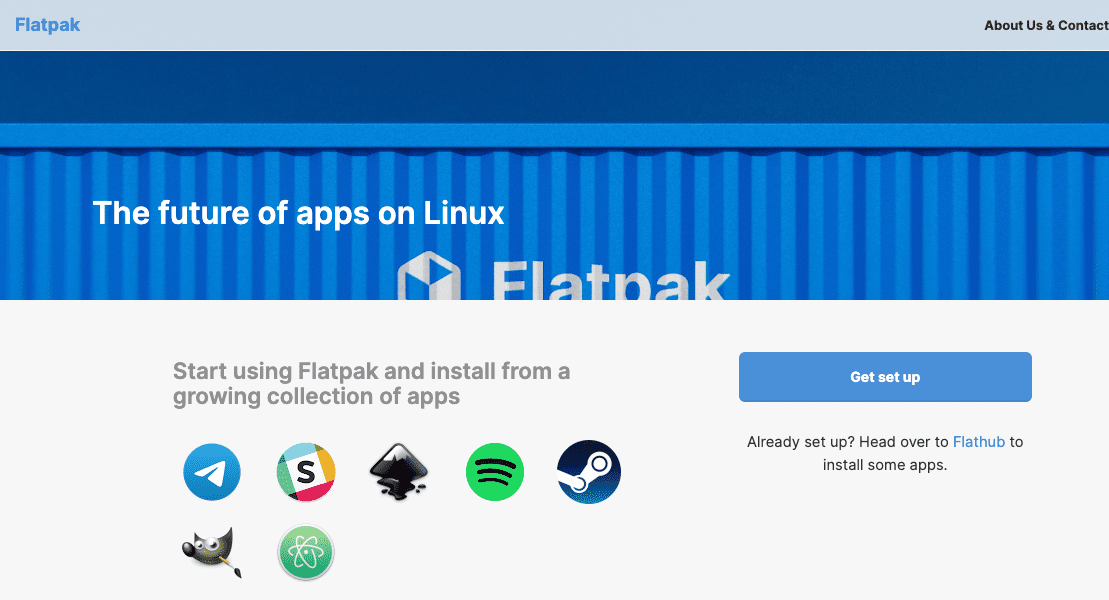 Flatpak
About Us & Contact
The future of apps on Linux
Flatpak
Start using Flatpak and install from a
growing collection of apps
S
Get set up
Already set up? Head over to Flathub to
install some apps.